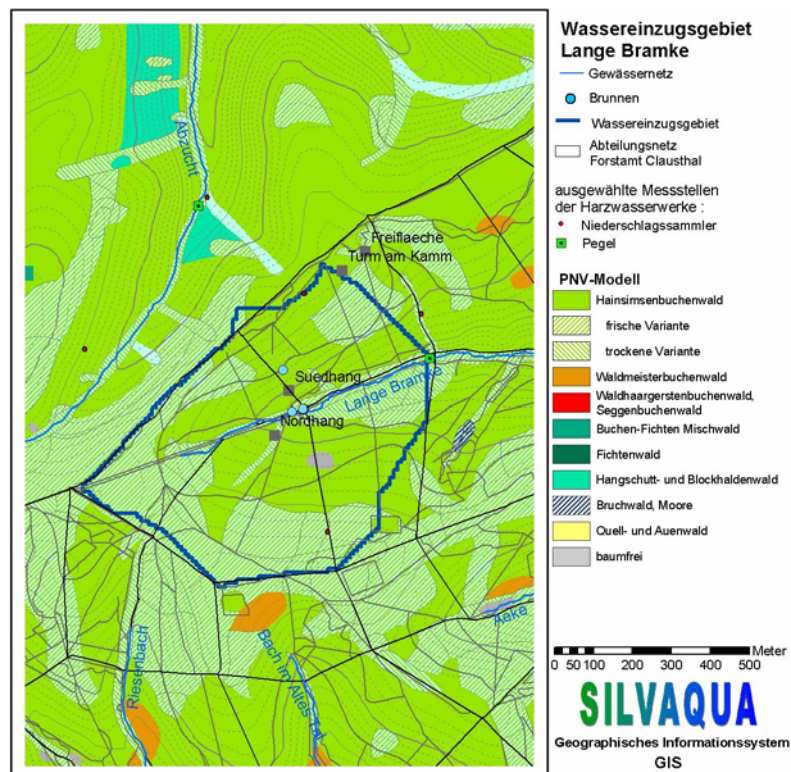 Wassereinzugsgebiet
Lange Bramke
Gewässernetz
Brunnen
Wassereinzugsgebiet
Abteilungsnetz
Forstamt Clausthal
ausgewählte Messstellen
der Harzwasserwerke :
Niederschlagssammler
Pegel
PNV-Modell
Hainsimsenbuchenwald
frische Variante
trockene Variante
Waldmeisterbuchenwald
Waldhaargerstenbuchenwald,
Seggenbuchenwald
Buchen-Fichten Mischwald
Fichtenwald
Hangschutt- und Blockhaldenwald
Bruchwald, Moore
Quell- und Auenwald
baumfrei
Abzucht
Freiflaeche
Turm am Kamm
Suedhang
Lange Bramke
Nordhang
Riesenbach
Bach im Altes Tal
Aeke
Meter
0 50 100 200 300 400 500
SILVAQUA
Geographisches Informationssystem
GIS